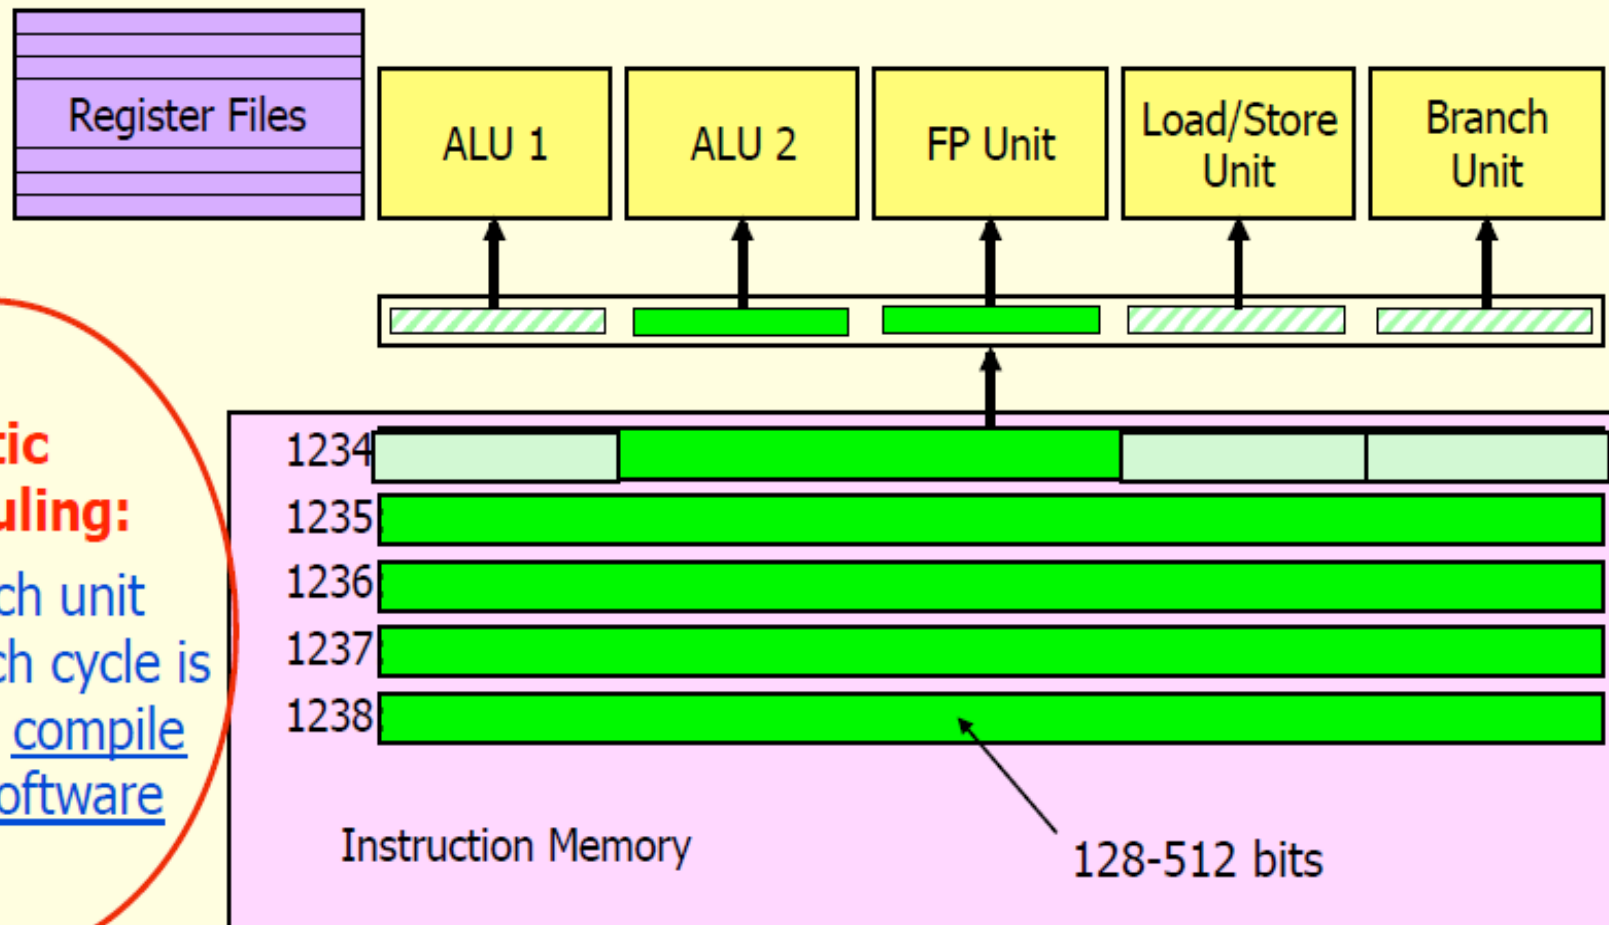 Register Files
ALU 1
ALU 2
FP Unit
Load/Store
Unit
Branch
Unit
1234
1235
1236
1237
1238
tic
uling:
ch unit
ch cycle is
compile
oftware
Instruction Memory
128-512 bits